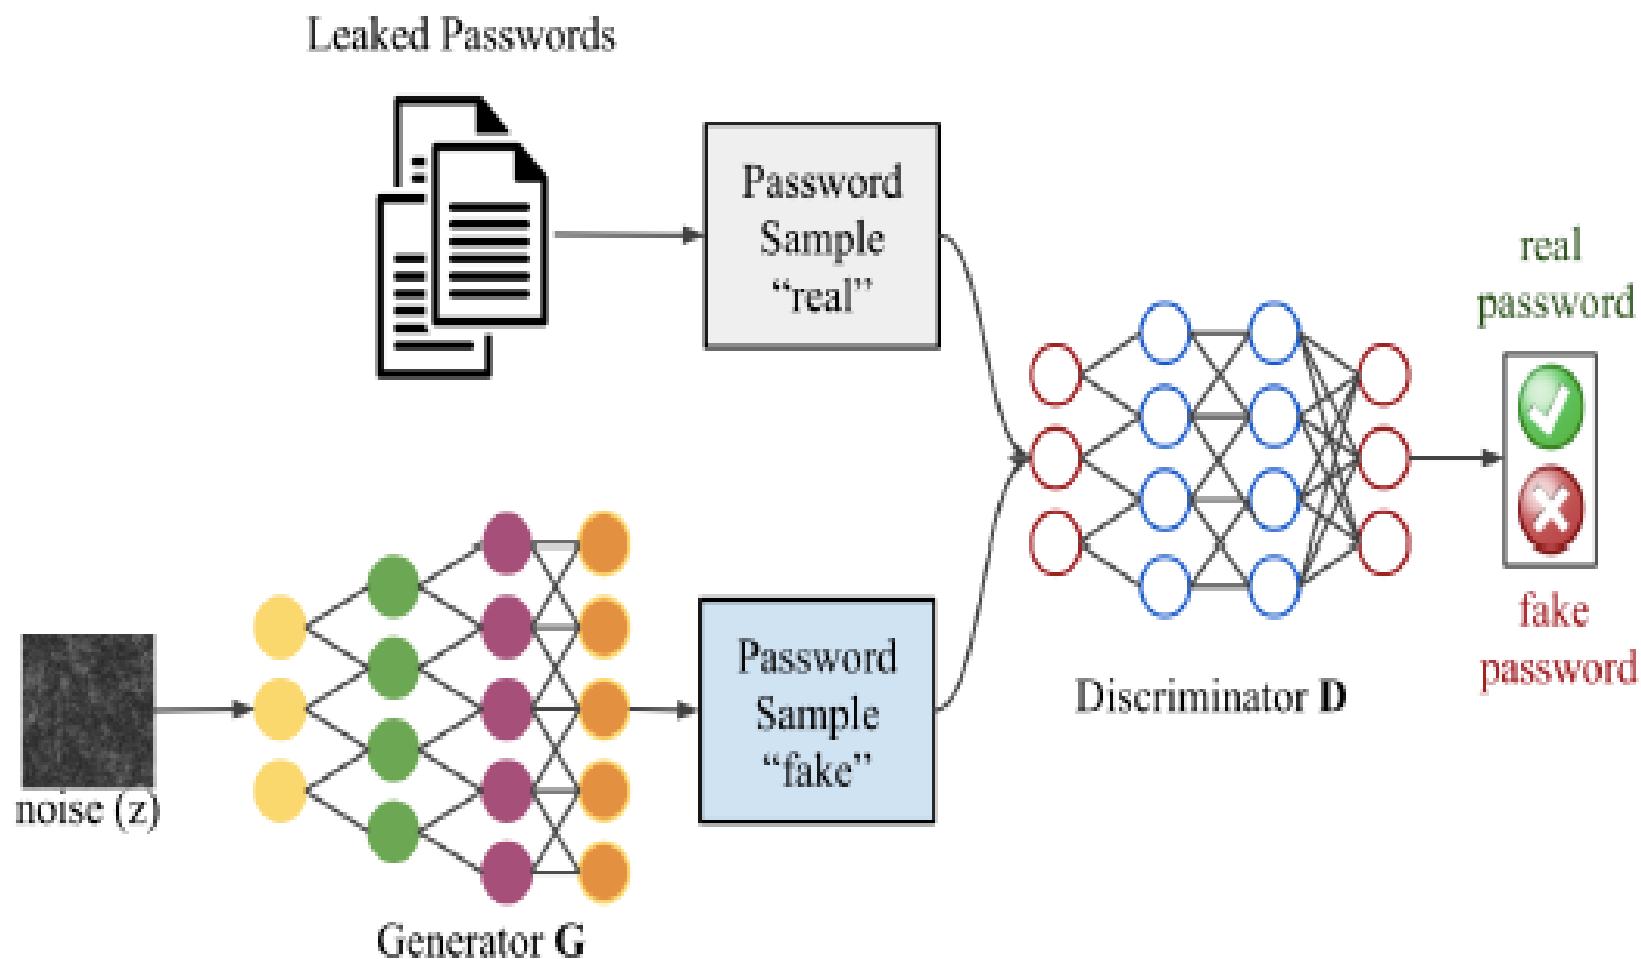 Leaked Passwords
Password
Sample
“real”
real
password
fake
password
Password
Sample
“fake”
Discriminator D
noise (z)
Generator G